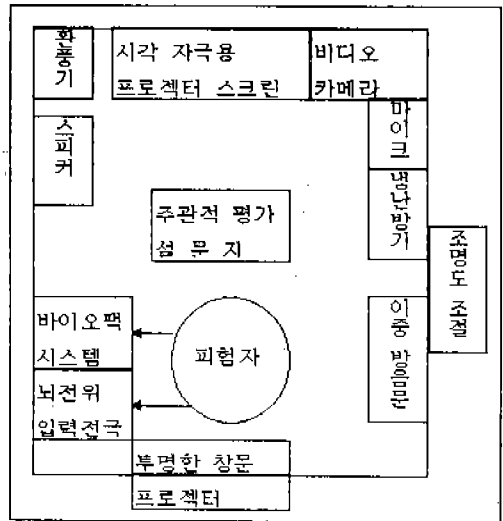 환풍기
시각 자극용
프로젝터 스크린
비디오
카메라
마이크
스피커
냉난방기
주관적 평가
설 문 지
조명도 조절
바이오팩
시스템
피험자
이중 방음문
뇌전위
입력전극
투명한 창문
프로젝터